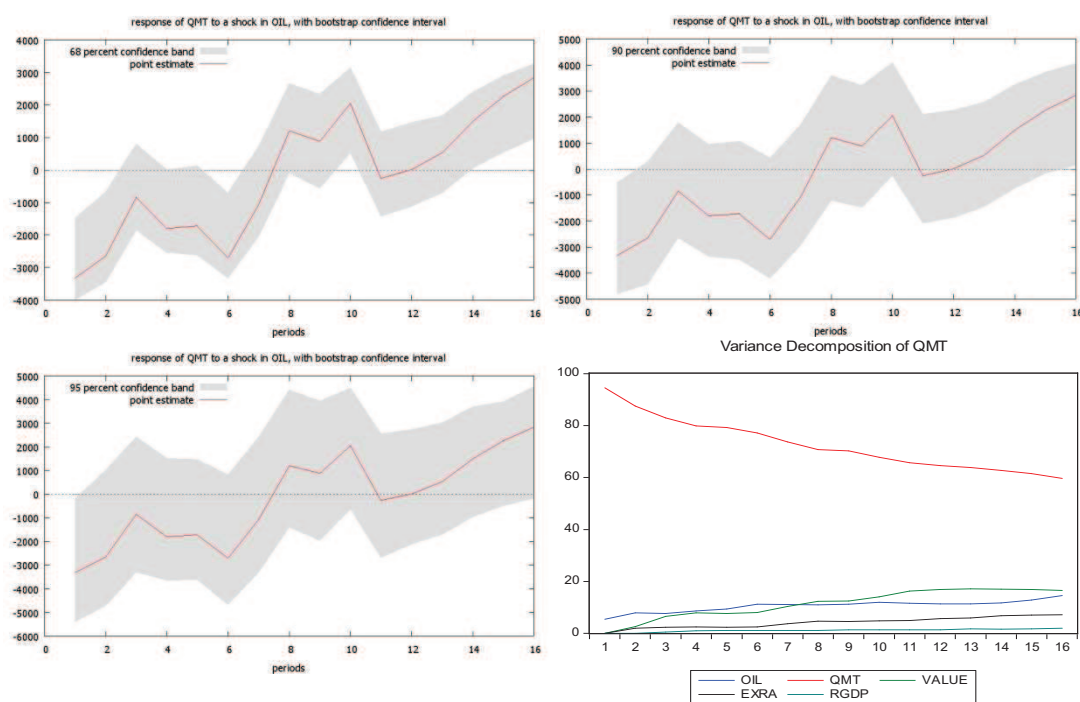 response of QMT to a shock in OIL, with bootstrap confidence interval
68 percent confidence band
point estimate
4000
3000
2000
1000
0
-1000
-2000
-3000
-4000
0 2 4 6 8 10 12 14 16
periods
response of QMT to a shock in OIL, with bootstrap confidence interval
90 percent confidence band
point estimate
5000
4000
3000
2000
1000
0
-1000
-2000
-3000
-4000
-5000
0 2 4 6 8 10 12 14 16
periods
response of QMT to a shock in OIL, with bootstrap confidence interval
95 percent confidence band
point estimate
5000
4000
3000
2000
1000
0
-1000
-2000
-3000
-4000
-5000
-6000
0 2 4 6 8 10 12 14 16
periods
Variance Decomposition of QMT
100
80
60
40
20
0
1 2 3 4 5 6 7 8 9 10 11 12 13 14 15 16
OIL QMT VALUE
EXRA RGDP